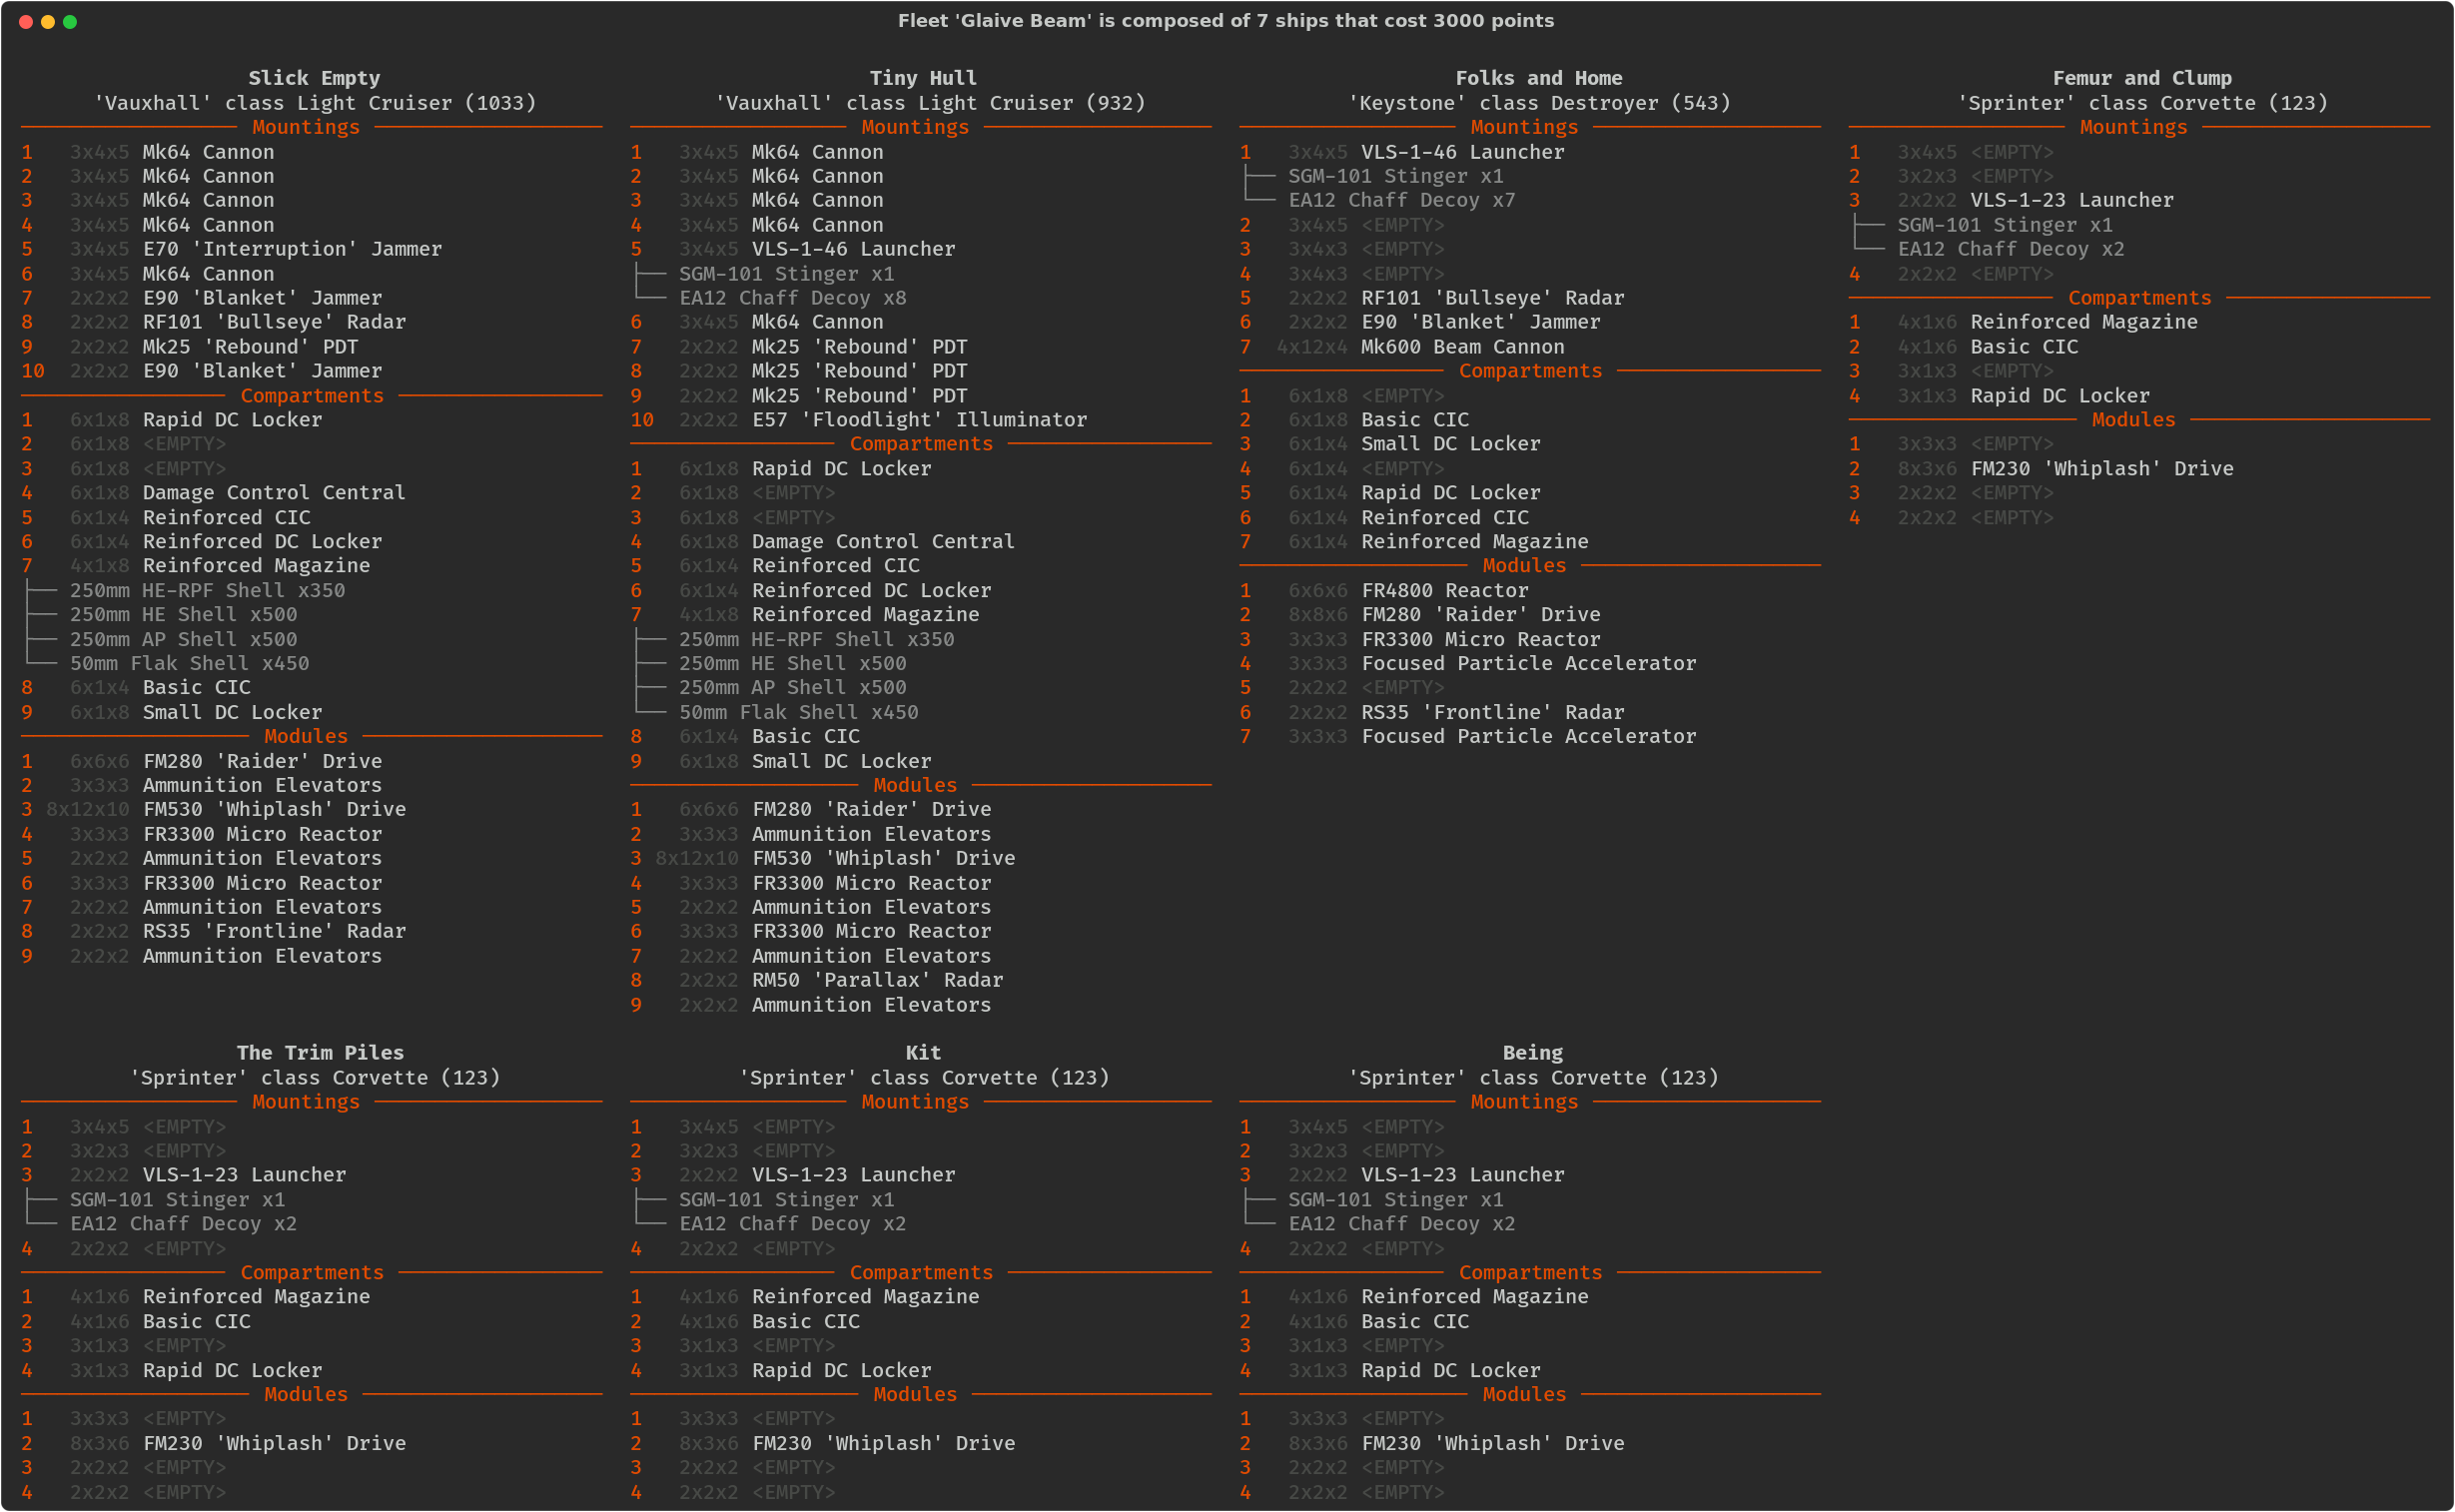 Fleet 'Glaive Beam' is composed of 7 ships that cost 3000 points
Slick Empty
'Vauxhall' class Light Cruiser (1033)
Mountings
1 3x4x5 Mk64 Cannon
2 3x4x5 Mk64 Cannon
3 3x4x5 Mk64 Cannon
4 3x4x5 Mk64 Cannon
5 3x4x5 E70 'Interruption' Jammer
6 3x4x5 Mk64 Cannon
7 2x2x2 E90 'Blanket' Jammer
8 2x2x2 RF101 'Bullseye' Radar
9 2x2x2 Mk25 'Rebound' PDT
10 2x2x2 E90 'Blanket' Jammer
Compartments
1 6x1x8 Rapid DC Locker
2 6x1x8 <EMPTY>
3 6x1x8 <EMPTY>
4 6x1x8 Damage Control Central
5 6x1x4 Reinforced CIC
6 6x1x4 Reinforced DC Locker
7 4x1x8 Reinforced Magazine
250mm HE-RPF Shell x350
250mm HE Shell x500
250mm AP Shell x500
50mm Flak Shell x450
8 6x1x4 Basic CIC
9 6x1x8 Small DC Locker
Modules
1 6x6x6 FM280 'Raider' Drive
2 3x3x3 Ammunition Elevators
3 8x12x10 FM530 'Whiplash' Drive
4 3x3x3 FR3300 Micro Reactor
5 2x2x2 Ammunition Elevators
6 3x3x3 FR3300 Micro Reactor
7 2x2x2 Ammunition Elevators
8 2x2x2 RS35 'Frontline' Radar
9 2x2x2 Ammunition Elevators
Tiny Hull
'Vauxhall' class Light Cruiser (932)
Mountings
1 3x4x5 Mk64 Cannon
2 3x4x5 Mk64 Cannon
3 3x4x5 Mk64 Cannon
4 3x4x5 Mk64 Cannon
5 3x4x5 VLS-1-46 Launcher
SGM-101 Stinger x1
EA12 Chaff Decoy x8
6 3x4x5 Mk64 Cannon
7 2x2x2 Mk25 'Rebound' PDT
8 2x2x2 Mk25 'Rebound' PDT
9 2x2x2 Mk25 'Rebound' PDT
10 2x2x2 E57 'Floodlight' Illuminator
Compartments
1 6x1x8 Rapid DC Locker
2 6x1x8 <EMPTY>
3 6x1x8 <EMPTY>
4 6x1x8 Damage Control Central
5 6x1x4 Reinforced CIC
6 6x1x4 Reinforced DC Locker
7 4x1x8 Reinforced Magazine
250mm HE-RPF Shell x350
250mm HE Shell x500
250mm AP Shell x500
50mm Flak Shell x450
8 6x1x4 Basic CIC
9 6x1x8 Small DC Locker
Modules
1 6x6x6 FM280 'Raider' Drive
2 3x3x3 Ammunition Elevators
3 8x12x10 FM530 'Whiplash' Drive
4 3x3x3 FR3300 Micro Reactor
5 2x2x2 Ammunition Elevators
6 3x3x3 FR3300 Micro Reactor
7 2x2x2 Ammunition Elevators
8 2x2x2 RM50 'Parallax' Radar
9 2x2x2 Ammunition Elevators
Folks and Home
'Keystone' class Destroyer (543)
Mountings
1 3x4x5 VLS-1-46 Launcher
SGM-101 Stinger x1
EA12 Chaff Decoy x7
2 3x4x5 <EMPTY>
3 3x4x3 <EMPTY>
4 3x4x3 <EMPTY>
5 2x2x2 RF101 'Bullseye' Radar
6 2x2x2 E90 'Blanket' Jammer
7 4x12x4 Mk600 Beam Cannon
Compartments
1 6x1x8 <EMPTY>
2 6x1x8 Basic CIC
3 6x1x4 Small DC Locker
4 6x1x4 <EMPTY>
5 6x1x4 Rapid DC Locker
6 6x1x4 Reinforced CIC
7 6x1x4 Reinforced Magazine
Modules
1 6x6x6 FR4800 Reactor
2 8x8x6 FM280 'Raider' Drive
3 3x3x3 FR3300 Micro Reactor
4 3x3x3 Focused Particle Accelerator
5 2x2x2 <EMPTY>
6 2x2x2 RS35 'Frontline' Radar
7 3x3x3 Focused Particle Accelerator
Femur and Clump
'Sprinter' class Corvette (123)
Mountings
1 3x4x5 <EMPTY>
2 3x2x3 <EMPTY>
3 2x2x2 VLS-1-23 Launcher
SGM-101 Stinger x1
EA12 Chaff Decoy x2
4 2x2x2 <EMPTY>
Compartments
1 4x1x6 Reinforced Magazine
2 4x1x6 Basic CIC
3 3x1x3 <EMPTY>
4 3x1x3 Rapid DC Locker
Modules
1 3x3x3 <EMPTY>
2 8x3x6 FM230 'Whiplash' Drive
3 2x2x2 <EMPTY>
4 2x2x2 <EMPTY>
The Trim Piles
'Sprinter' class Corvette (123)
Mountings
1 3x4x5 <EMPTY>
2 3x2x3 <EMPTY>
3 2x2x2 VLS-1-23 Launcher
SGM-101 Stinger x1
EA12 Chaff Decoy x2
4 2x2x2 <EMPTY>
Compartments
1 4x1x6 Reinforced Magazine
2 4x1x6 Basic CIC
3 3x1x3 <EMPTY>
4 3x1x3 Rapid DC Locker
Modules
1 3x3x3 <EMPTY>
2 8x3x6 FM230 'Whiplash' Drive
3 2x2x2 <EMPTY>
4 2x2x2 <EMPTY>
Kit
'Sprinter' class Corvette (123)
Mountings
1 3x4x5 <EMPTY>
2 3x2x3 <EMPTY>
3 2x2x2 VLS-1-23 Launcher
SGM-101 Stinger x1
EA12 Chaff Decoy x2
4 2x2x2 <EMPTY>
Compartments
1 4x1x6 Reinforced Magazine
2 4x1x6 Basic CIC
3 3x1x3 <EMPTY>
4 3x1x3 Rapid DC Locker
Modules
1 3x3x3 <EMPTY>
2 8x3x6 FM230 'Whiplash' Drive
3 2x2x2 <EMPTY>
4 2x2x2 <EMPTY>
Being
'Sprinter' class Corvette (123)
Mountings
1 3x4x5 <EMPTY>
2 3x2x3 <EMPTY>
3 2x2x2 VLS-1-23 Launcher
SGM-101 Stinger x1
EA12 Chaff Decoy x2
4 2x2x2 <EMPTY>
Compartments
1 4x1x6 Reinforced Magazine
2 4x1x6 Basic CIC
3 3x1x3 <EMPTY>
4 3x1x3 Rapid DC Locker
Modules
1 3x3x3 <EMPTY>
2 8x3x6 FM230 'Whiplash' Drive
3 2x2x2 <EMPTY>
4 2x2x2 <EMPTY>